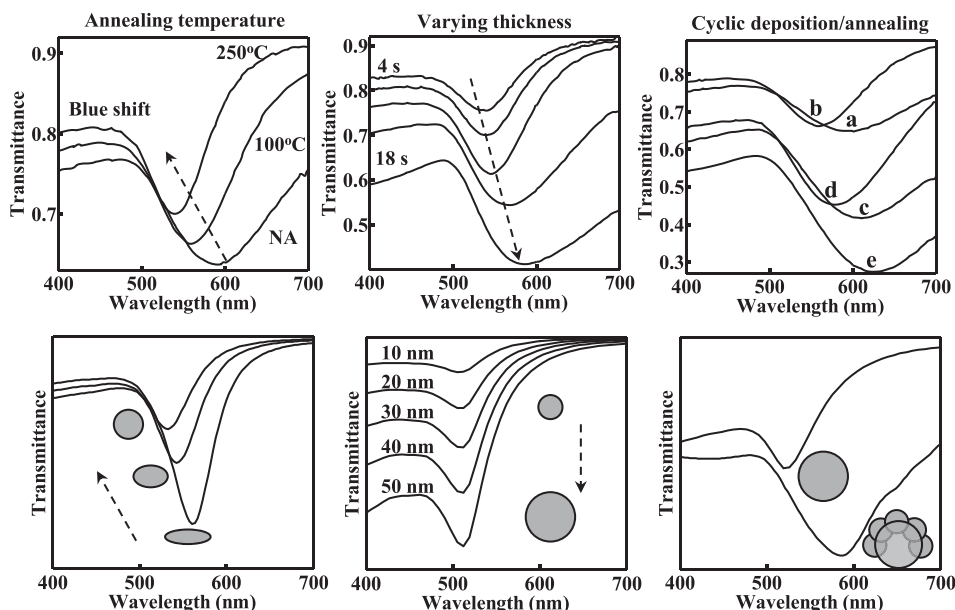 Annealing temperature
0.9
0.8
0.7
250°C
Blue shift
100°C
NA
Transmittance
400 500 600 700
Wavelength (nm)
Varying thickness
0.9
0.8
0.7
0.6
0.5
4 s
18 s
Transmittance
400 500 600 700
Wavelength (nm)
Cyclic deposition/annealing
0.8
0.7
0.6
0.5
0.4
0.3
b
a
d
c
e
Transmittance
400 500 600 700
Wavelength (nm)
Transmittance
400 500 600 700
Wavelength (nm)
10 nm
20 nm
30 nm
40 nm
50 nm
Transmittance
400 500 600 700
Wavelength (nm)
Transmittance
400 500 600 700
Wavelength (nm)